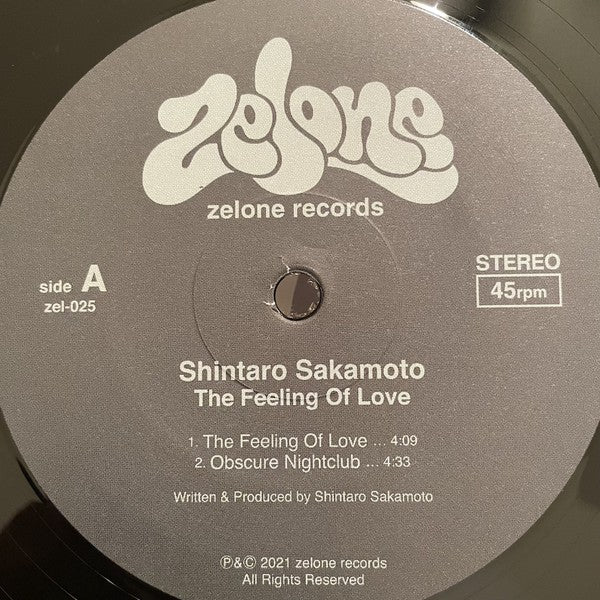 zelone
zelone records
side A
zel-025
STEREO
45rpm
Shintaro Sakamoto
The Feeling Of Love
1. The Feeling Of Love ... 4:09
2. Obscure Nightclub ... 4:33
Written & Produced by Shintaro Sakamoto
℗&© 2021 zelone records
All Rights Reserved